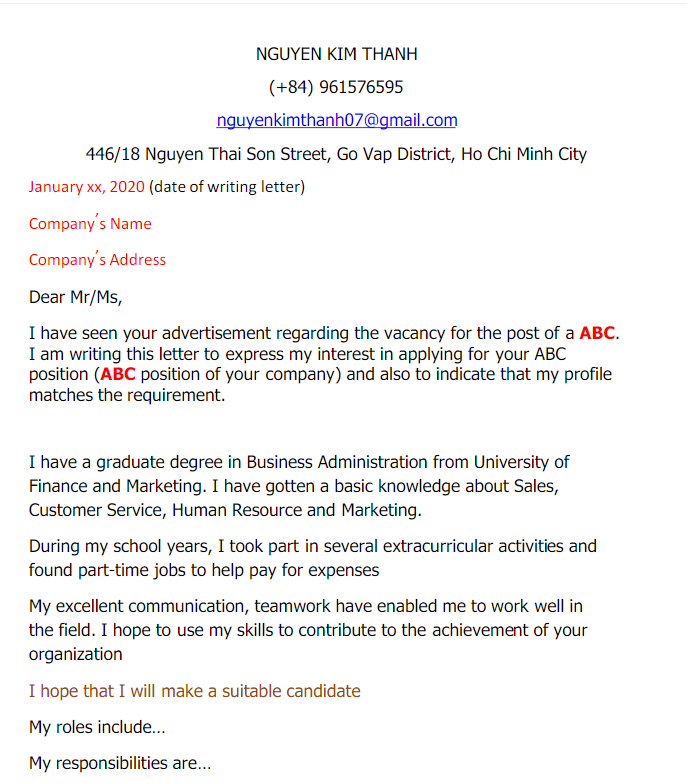 NGUYEN KIM THANH
(+84) 961576595
nguyenkimthanh07@gmail.com
446/18 Nguyen Thai Son Street, Go Vap District, Ho Chi Minh City
January xx, 2020 (date of writing letter)
Company's Name
Company's Address
Dear Mr/Ms,
I have seen your advertisement regarding the vacancy for the post of a ABC.
I am writing this letter to express my interest in applying for your ABC
position (ABC position of your company) and also to indicate that my profile
matches the requirement.
I have a graduate degree in Business Administration from University of
Finance and Marketing. I have gotten a basic knowledge about Sales,
Customer Service, Human Resource and Marketing.
During my school years, I took part in several extracurricular activities and
found part-time jobs to help pay for expenses
My excellent communication, teamwork have enabled me to work well in
the field. I hope to use my skills to contribute to the achievement of your
organization
I hope that I will make a suitable candidate
My roles include...
My responsibilities are...